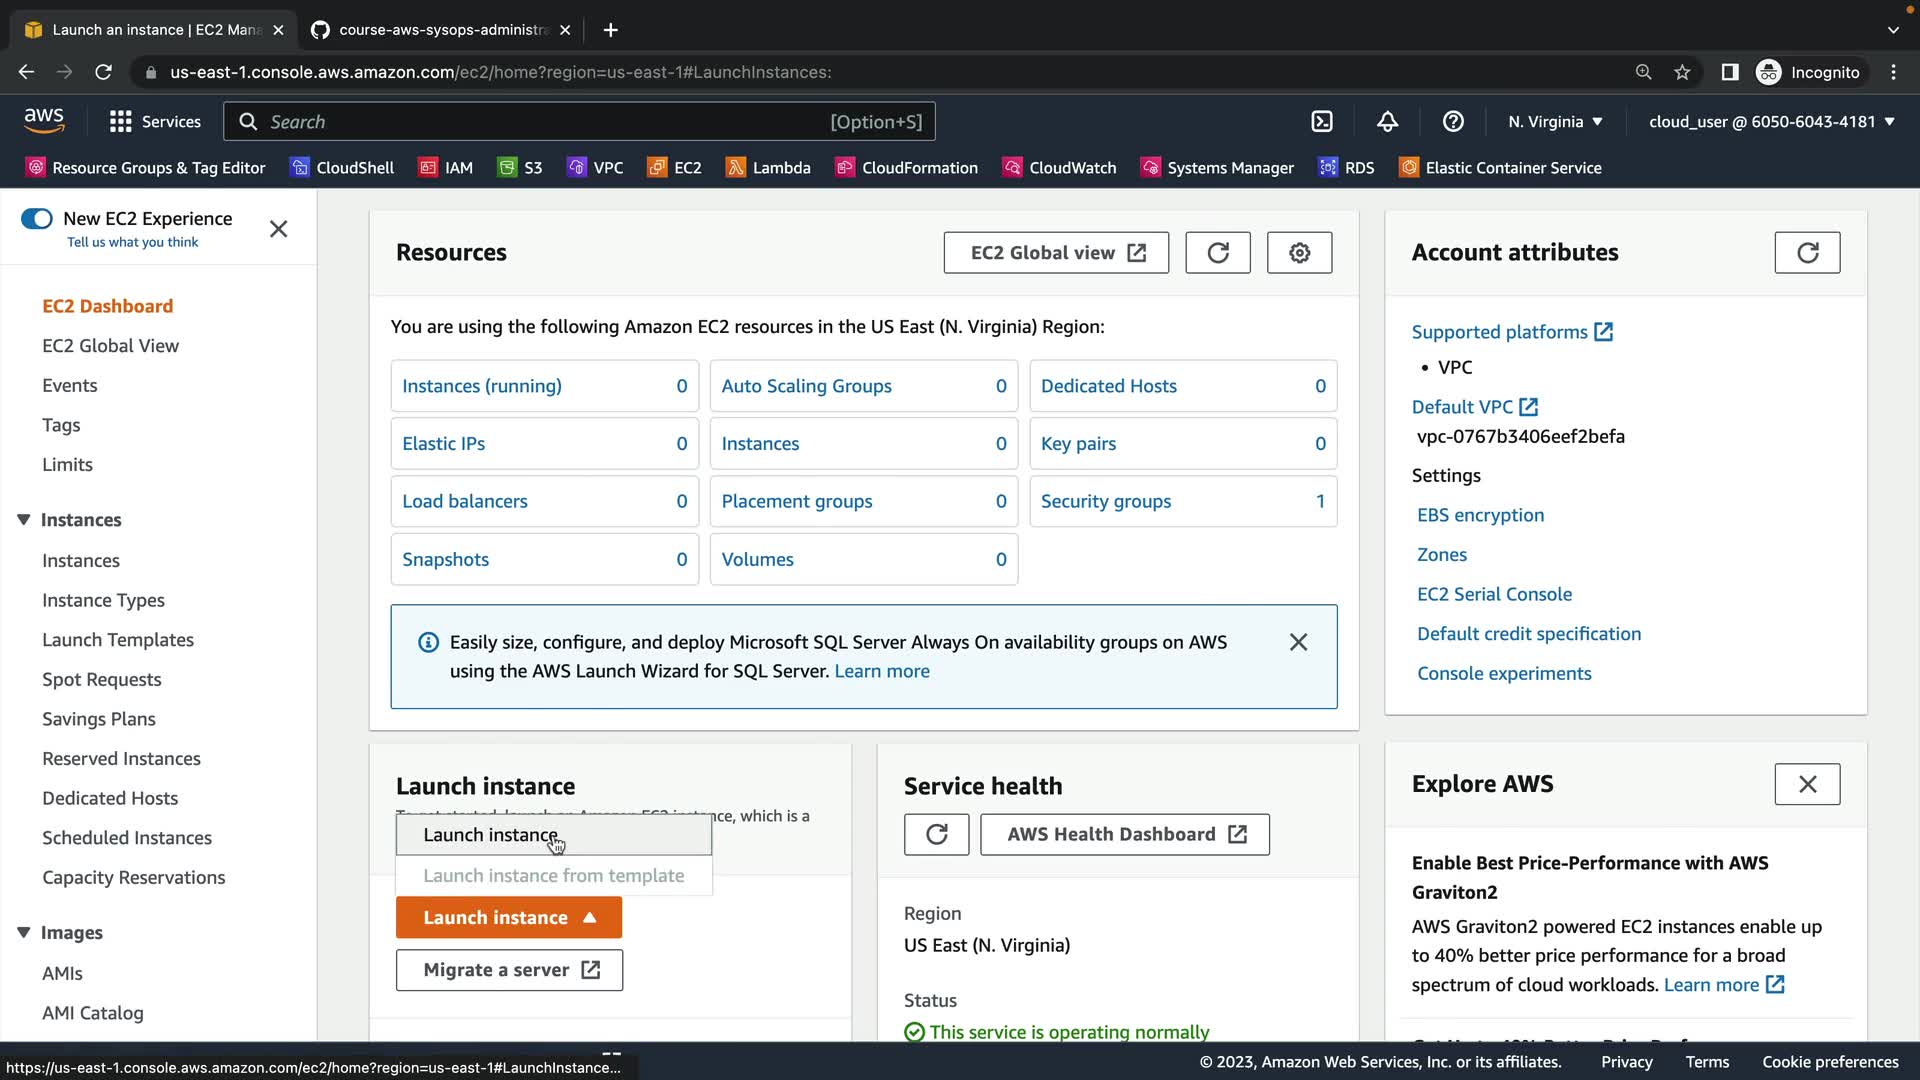 Launch an instance | EC2 Mana
course-aws-sysops-administra
us-east-1.console.aws.amazon.com/ec2/home?region=us-east-1#LaunchInstances:
Incognito
aws
Services
Search
[Option+S]
N. Virginia
cloud_user @ 6050-6043-4181
Resource Groups & Tag Editor
CloudShell
IAM
S3
VPC
EC2
Lambda
CloudFormation
CloudWatch
Systems Manager
RDS
Elastic Container Service
New EC2 Experience
Tell us what you think
EC2 Dashboard
EC2 Global View
Events
Tags
Limits
Instances
Instances
Instance Types
Launch Templates
Spot Requests
Savings Plans
Reserved Instances
Dedicated Hosts
Scheduled Instances
Capacity Reservations
Images
AMIs
AMI Catalog
Resources
EC2 Global view
You are using the following Amazon EC2 resources in the US East (N. Virginia) Region:
Instances (running) 0
Auto Scaling Groups 0
Dedicated Hosts 0
Elastic IPs 0
Instances 0
Key pairs 0
Load balancers 0
Placement groups 0
Security groups 1
Snapshots 0
Volumes 0
Easily size, configure, and deploy Microsoft SQL Server Always On availability groups on AWS
using the AWS Launch Wizard for SQL Server. Learn more
Launch instance
which is a
Launch instance
Launch instance from template
Launch instance
Migrate a server
Service health
AWS Health Dashboard
Region
US East (N. Virginia)
Status
This service is operating normally
Account attributes
Supported platforms
• VPC
Default VPC
vpc-0767b3406eef2befa
Settings
EBS encryption
Zones
EC2 Serial Console
Default credit specification
Console experiments
Explore AWS
Enable Best Price-Performance with AWS
Graviton2
AWS Graviton2 powered EC2 instances enable up
to 40% better price performance for a broad
spectrum of cloud workloads. Learn more
https://us-east-1.console.aws.amazon.com/ec2/home?region=us-east-1#LaunchInstance...
© 2023, Amazon Web Services, Inc. or its affiliates.
Privacy
Terms
Cookie preferences